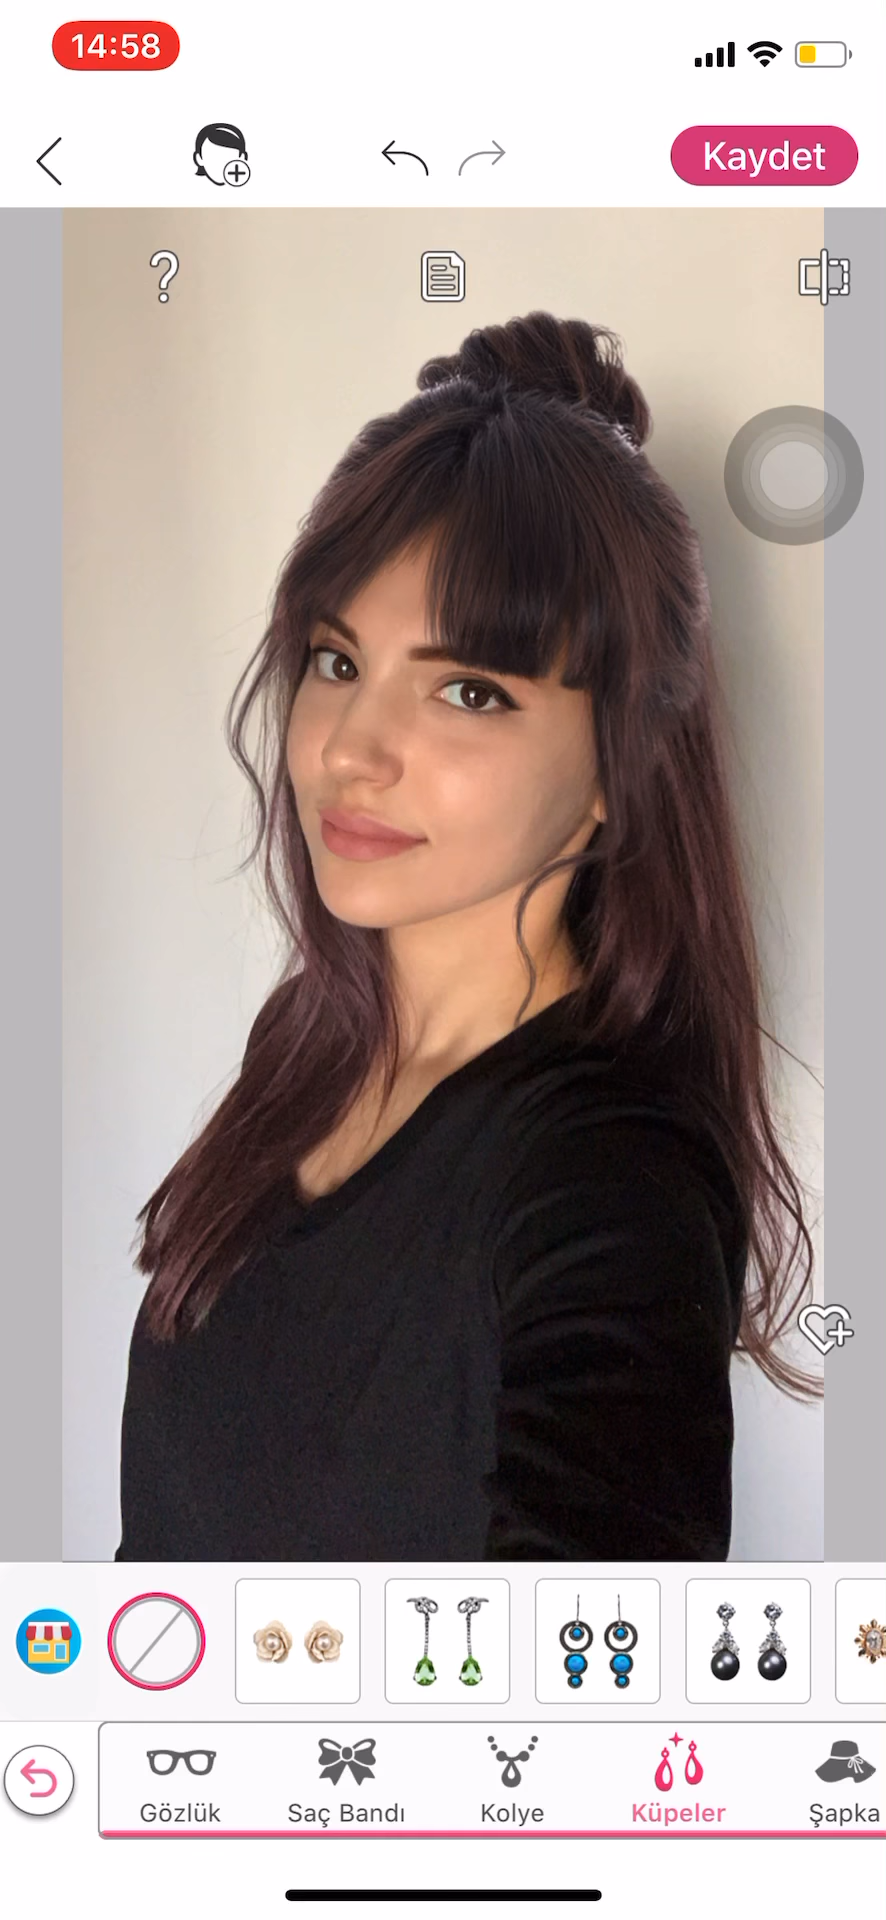 14:58
Kaydet
Gözlük
Saç Bandı
Kolye
Küpeler
Şapka